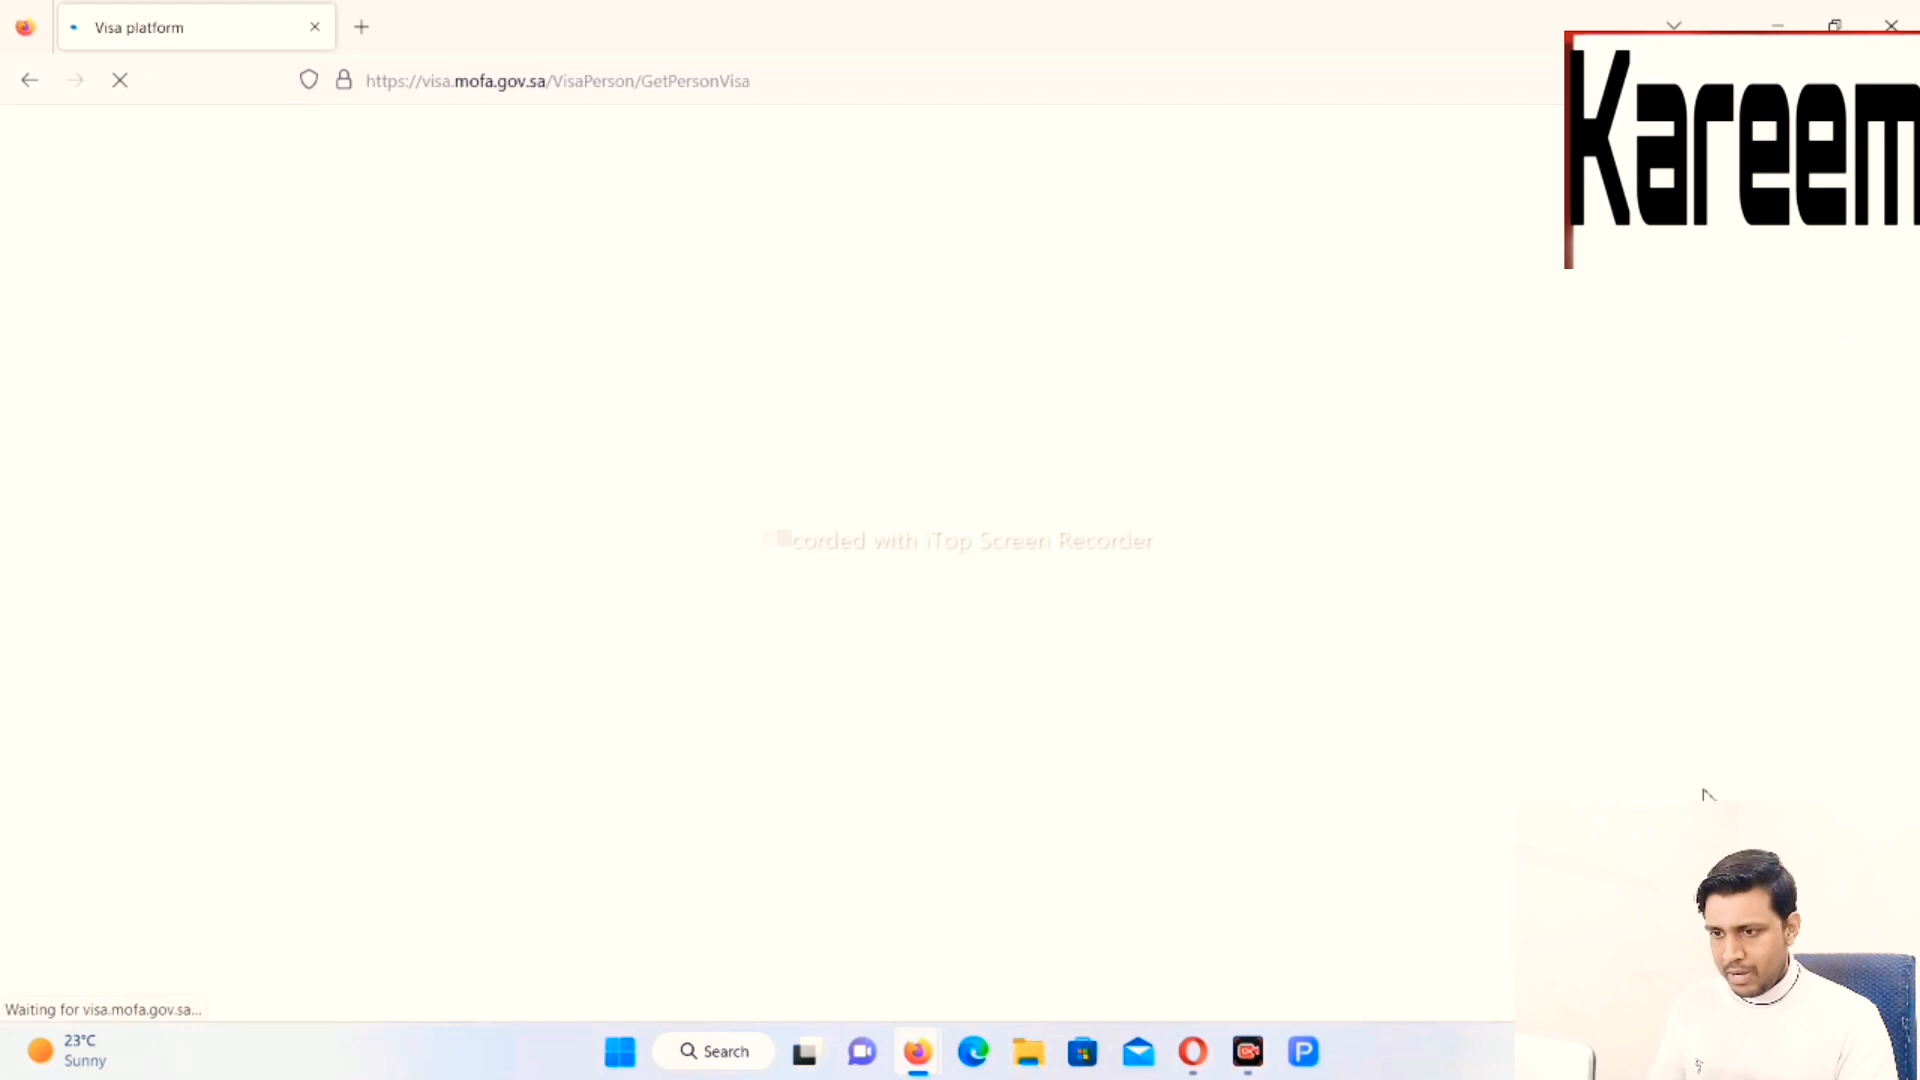 Visa platform
https://visa.mofa.gov.sa/VisaPerson/GetPersonVisa
Kareem
corded with iTop Screen Recorder
Waiting for visa.mofa.gov.sa...
23°C
Sunny
Search